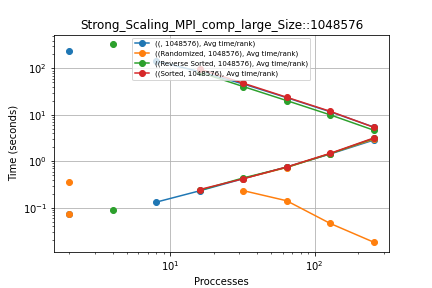 Strong_Scaling_MPI_comp_large_Size::1048576
((, 1048576), Avg time/rank)
((Randomized, 1048576), Avg time/rank)
((Reverse Sorted, 1048576), Avg time/rank)
((Sorted, 1048576), Avg time/rank)
Time (seconds)
10²
10¹
10⁰
10⁻¹
10¹ 10²
Proccesses